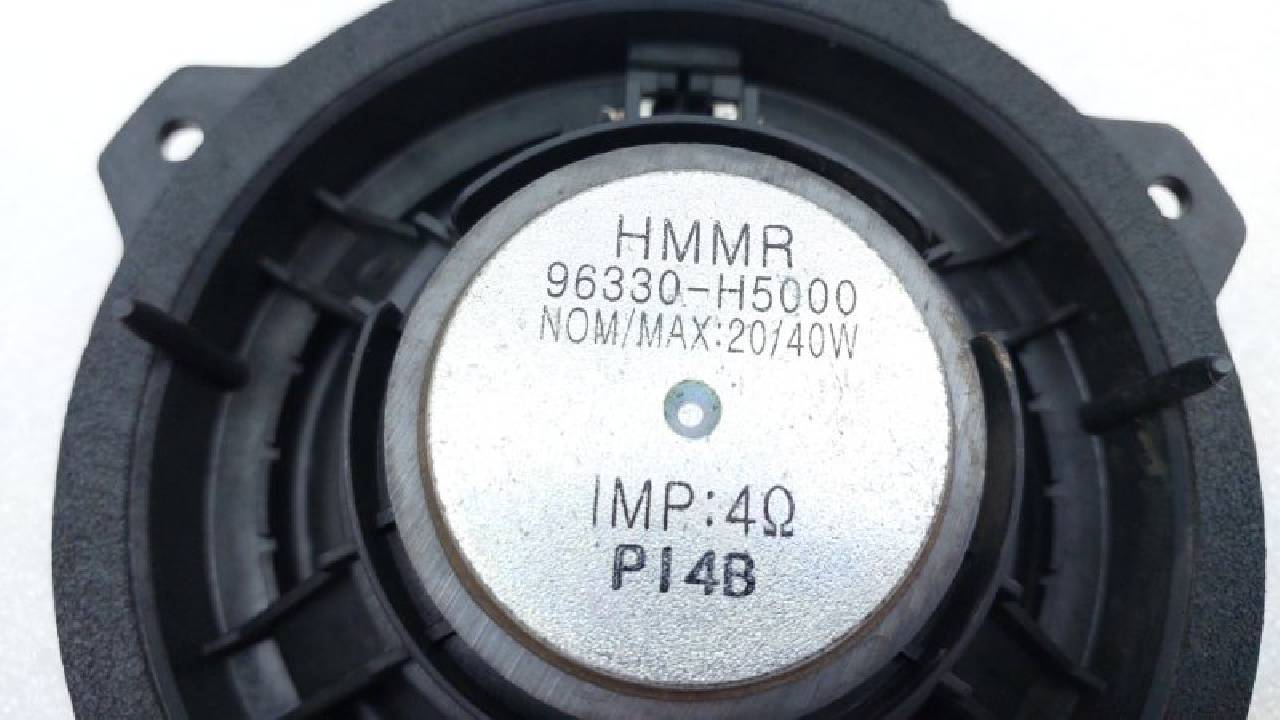 HMMR
96330-H5000
NOM/MAX:20/40W
IMP:4Ω
P14B